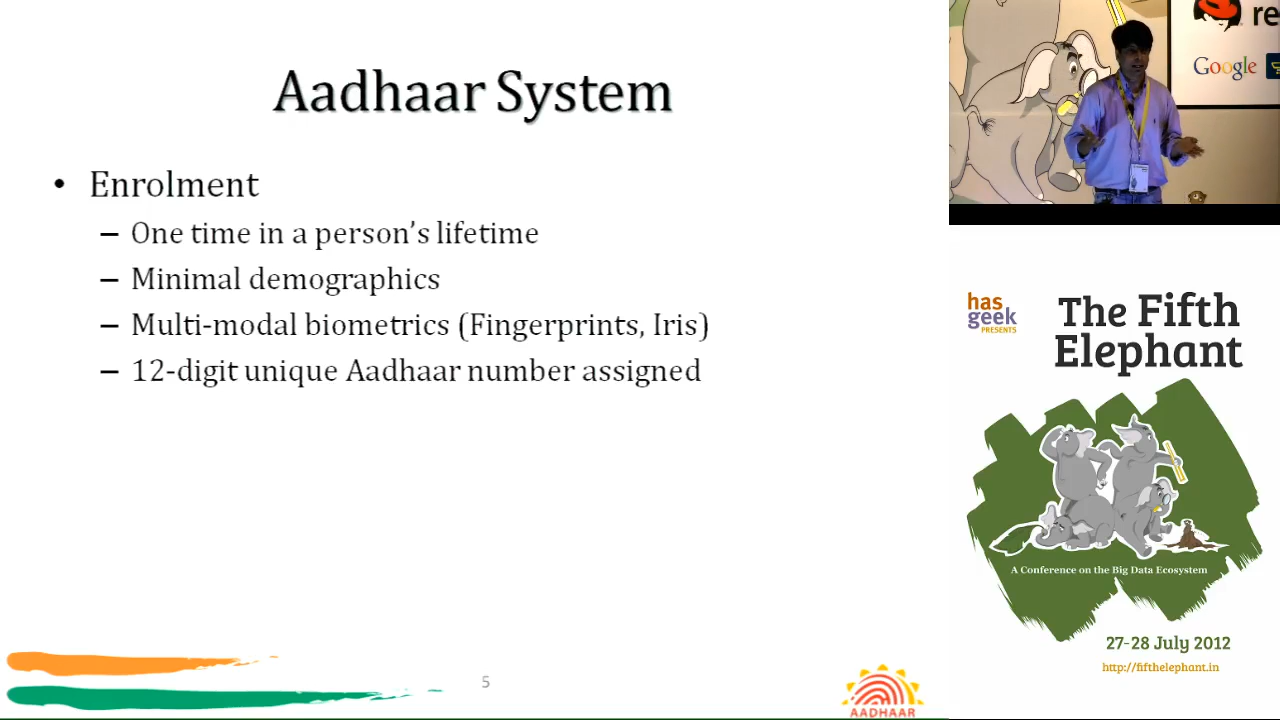 Aadhaar System
• Enrolment
– One time in a person's lifetime
– Minimal demographics
– Multi-modal biometrics (Fingerprints, Iris)
– 12-digit unique Aadhaar number assigned
5
AADHAAR
re
Google
has
geek
PRESENTS
The Fifth
Elephant
A Conference on the Big Data Ecosystem
27-28 July 2012
http://fifthelephant.in